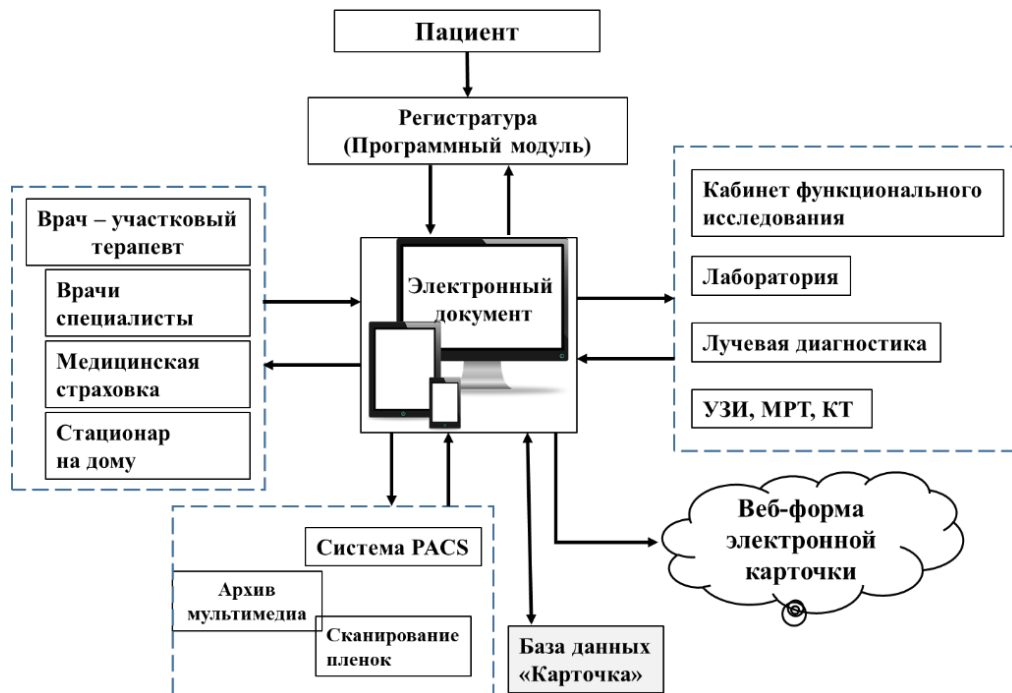 Пациент
Регистратура
(Программный модуль)
Врач – участковый
терапевт
Врачи
специалисты
Медицинская
страховка
Стационар
на дому
Электронный
документ
Кабинет функционального
исследования
Лаборатория
Лучевая диагностика
УЗИ, МРТ, КТ
Система PACS
Архив
мультимедиа
Сканирование
пленок
База данных
«Карточка»
Веб-форма
электронной
карточки